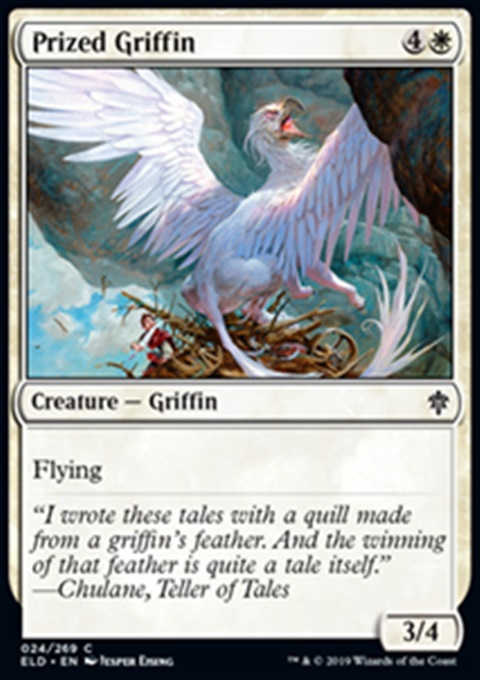 Prized Griffin 4
Creature — Griffin
Flying
“I wrote these tales with a quill made
from a griffin’s feather. And the winning
of that feather is quite a tale itself.”
—Chulane, Teller of Tales
3/4
024/269 C
ELD • EN Jesper Ejsing
™ & © 2019 Wizards of the Coast